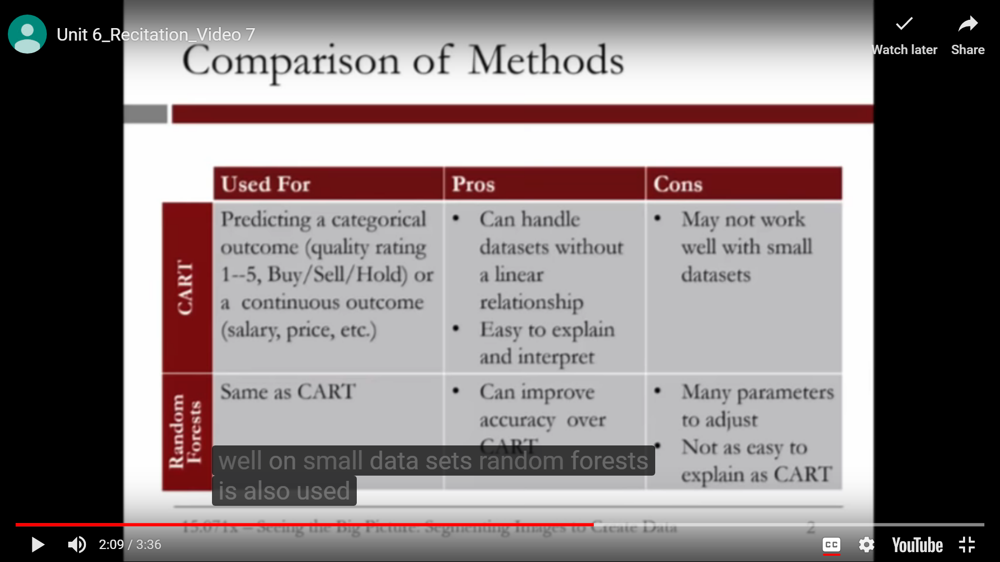 Unit 6_Recitation_Video 7
Watch later
Share
Comparison of Methods
Used For
Pros
Cons
CART
Predicting a categorical
outcome (quality rating
1--5, Buy/Sell/Hold) or
a continuous outcome
(salary, price, etc.)
• Can handle
datasets without
a linear
relationship
• Easy to explain
and interpret
• May not work
well with small
datasets
Random
Forests
Same as CART
• Can improve
accuracy over
CART
• Many parameters
to adjust
• Not as easy to
explain as CART
well on small data sets random forests
is also used
15.071x – Seeing the Big Picture: Segmenting Images to Create Data
2
2:09 / 3:36
CC
YouTube